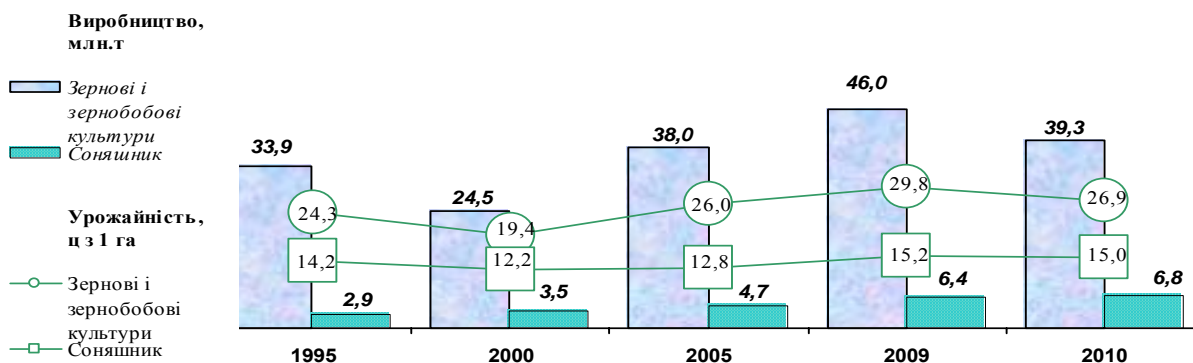 Виробництво,
млн.т
Зернові і
зернобобові
культури
Соняшник
Урожайність,
ц з 1 га
Зернові і
зернобобові
культури
Соняшник
33,9
24,5
38,0
46,0
39,3
24,3
19,4
26,0
29,8
26,9
14,2
12,2
12,8
15,2
15,0
2,9
3,5
4,7
6,4
6,8
1995
2000
2005
2009
2010